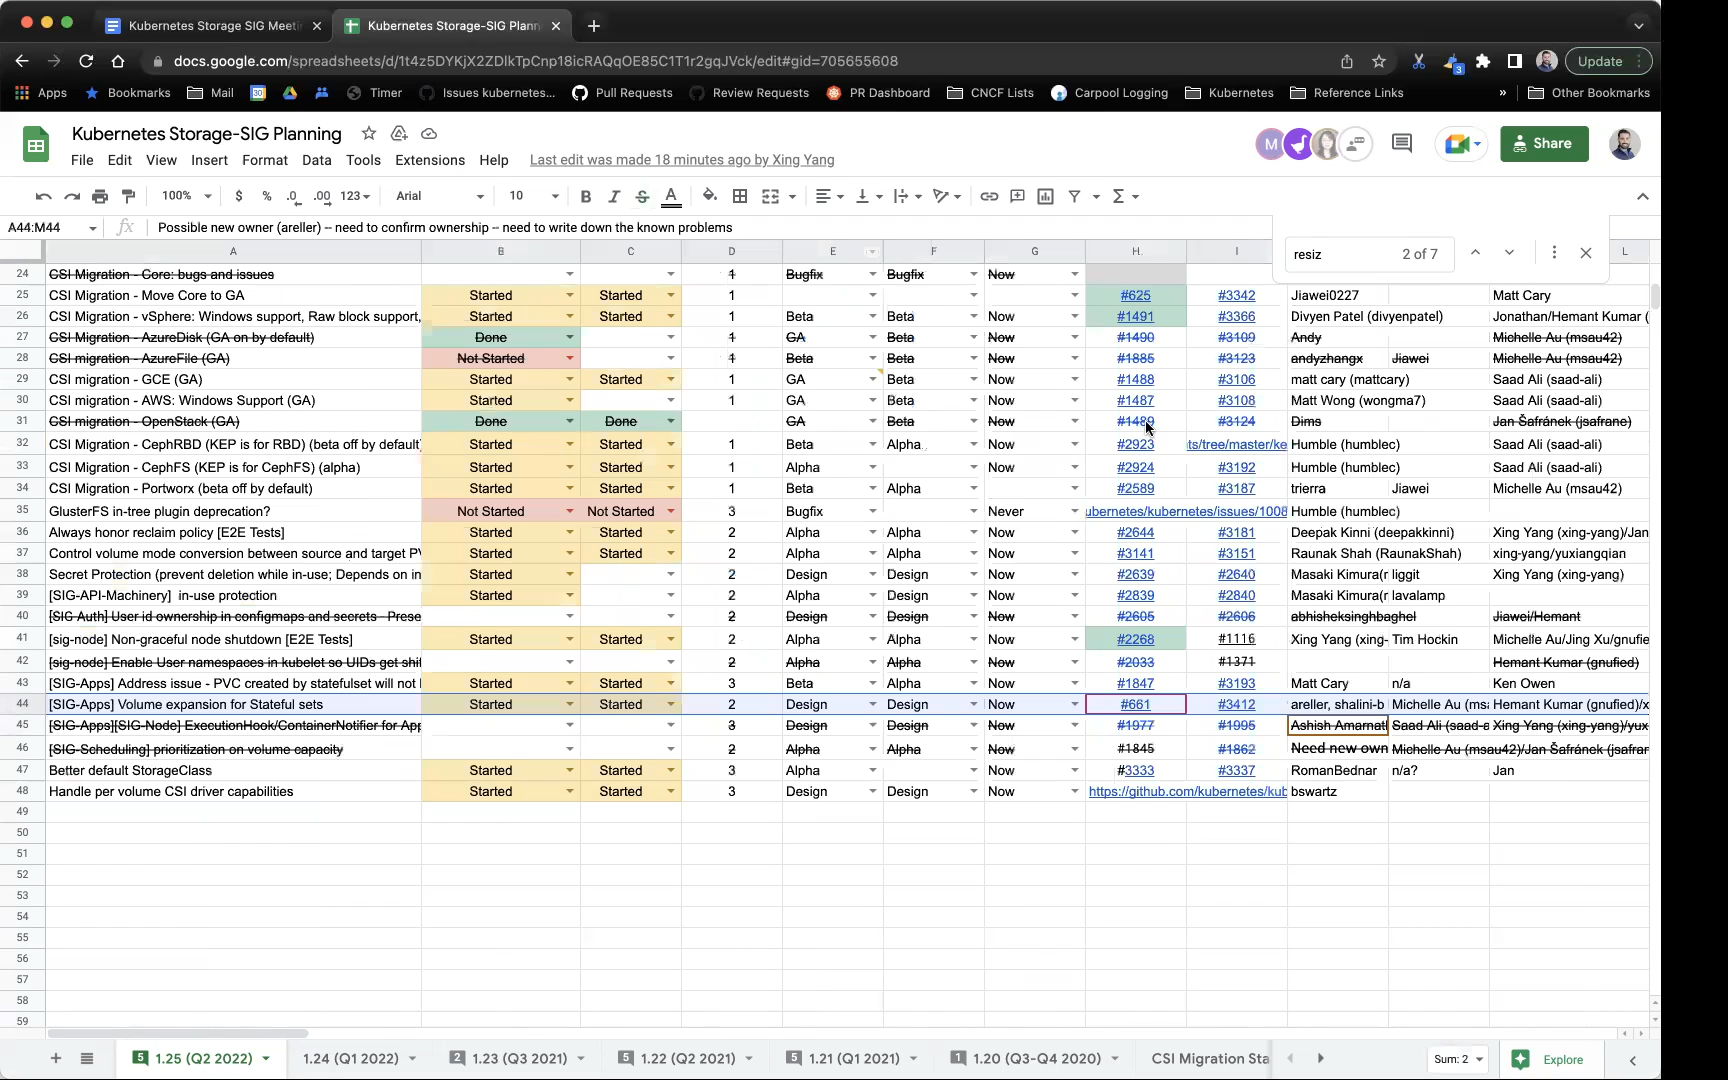 Kubernetes Storage SIG Meeti
Kubernetes Storage-SIG Plann
docs.google.com/spreadsheets/d/1t4z5DYKjX2ZDlkTpCnp18icRAQqOE85C1T1r2gqJVck/edit#gid=705655608
3
Update
Apps
Bookmarks
Mail
30
Timer
Issues kubernetes...
Pull Requests
Review Requests
PR Dashboard
CNCF Lists
Carpool Logging
Kubernetes
Reference Links
»
Other Bookmarks
Kubernetes Storage-SIG Planning
M
Share
File Edit View Insert Format Data Tools Extensions Help Last edit was made 18 minutes ago by Xing Yang
100% $ % .0 .00 123 Arial 10 B I S A Σ
A44:M44 fx Possible new owner (areller) -- need to confirm ownership -- need to write down the known problems
resiz 2 of 7
A B C D E F G H I L
24 CSI Migration - Core: bugs and issues 1 Bugfix Bugfix Now
25 CSI Migration - Move Core to GA Started Started 1 #625 #3342 Jiawei0227 Matt Cary
26 CSI Migration - vSphere: Windows support, Raw block support, Started Started 1 Beta Beta Now #1491 #3366 Divyen Patel (divyenpatel) Jonathan/Hemant Kumar (
27 CSI Migration - AzureDisk (GA on by default) Done 1 GA Beta Now #1490 #3109 Andy Michelle Au (msau42)
28 CSI migration - AzureFile (GA) Not Started 1 Beta Beta Now #1885 #3123 andyzhangx Jiawei Michelle Au (msau42)
29 CSI migration - GCE (GA) Started Started 1 GA Beta Now #1488 #3106 matt cary (mattcary) Saad Ali (saad-ali)
30 CSI migration - AWS: Windows Support (GA) Started 1 GA Beta Now #1487 #3108 Matt Wong (wongma7) Saad Ali (saad-ali)
31 CSI migration - OpenStack (GA) Done Done GA Beta Now #1489 #3124 Dims Jan Šafránek (jsafrane)
32 CSI Migration - CephRBD (KEP is for RBD) (beta off by default) Started Started 1 Beta Alpha Now #2923 ts/tree/master/ke Humble (humblec) Saad Ali (saad-ali)
33 CSI Migration - CephFS (KEP is for CephFS) (alpha) Started Started 1 Alpha Now #2924 #3192 Humble (humblec) Saad Ali (saad-ali)
34 CSI Migration - Portworx (beta off by default) Started Started 1 Beta Alpha #2589 #3187 trierra Jiawei Michelle Au (msau42)
35 GlusterFS in-tree plugin deprecation? Not Started Not Started 3 Bugfix Never ubernetes/kubernetes/issues/1008 Humble (humblec)
36 Always honor reclaim policy [E2E Tests] Started Started 2 Alpha Alpha Now #2644 #3181 Deepak Kinni (deepakkinni) Xing Yang (xing-yang)/Jan
37 Control volume mode conversion between source and target PV Started Started 2 Alpha Alpha Now #3141 #3151 Raunak Shah (RaunakShah) xing-yang/yuxiangqian
38 Secret Protection (prevent deletion while in-use; Depends on in Started 2 Design Design Now #2639 #2640 Masaki Kimura(r liggit Xing Yang (xing-yang)
39 [SIG-API-Machinery] in-use protection Started 2 Alpha Alpha Now #2839 #2840 Masaki Kimura(r lavalamp
40 [SIG-Auth] User id ownership in configmaps and secrets - Prese 2 Design Design Now #2605 #2606 abhisheksinghbaghel Jiawei/Hemant
41 [sig-node] Non-graceful node shutdown [E2E Tests] Started Started 2 Alpha Alpha Now #2268 #1116 Xing Yang (xing- Tim Hockin Michelle Au/Jing Xu/gnufie
42 [sig-node] Enable User namespaces in kubelet so UIDs get shif 2 Alpha Alpha Now #2033 #1371 Hemant Kumar (gnufied)
43 [SIG-Apps] Address issue - PVC created by statefulset will not Started Started 3 Beta Alpha Now #1847 #3193 Matt Cary n/a Ken Owen
44 [SIG-Apps] Volume expansion for Stateful sets Started Started 2 Design Design Now #661 #3412 areller, shalini-b Michelle Au (ms Hemant Kumar (gnufied)/x
45 [SIG-Apps][SIG-Node] ExecutionHook/ContainerNotifier for App 3 Design Design Now #1977 #1995 Ashish Amarnat Saad Ali (saad-a Xing Yang (xing-yang)/yux
46 [SIG-Scheduling] prioritization on volume capacity 2 Alpha Alpha Now #1845 #1862 Need new own Michelle Au (msau42)/Jan Šafránek (jsafran
47 Better default StorageClass Started Started 3 Alpha Now #3333 #3337 RomanBednar n/a? Jan
48 Handle per volume CSI driver capabilities Started Started 3 Design Design Now https://github.com/kubernetes/kub bswartz
49
50
51
52
53
54
55
56
57
58
59
5 1.25 (Q2 2022) 1.24 (Q1 2022) 2 1.23 (Q3 2021) 5 1.22 (Q2 2021) 5 1.21 (Q1 2021) 1 1.20 (Q3-Q4 2020) CSI Migration Sta Sum: 2 Explore